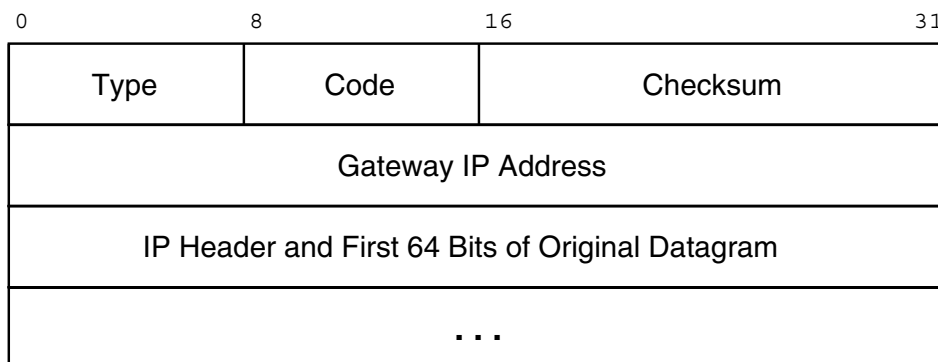 0 8 16 31
Type Code Checksum
Gateway IP Address
IP Header and First 64 Bits of Original Datagram
...